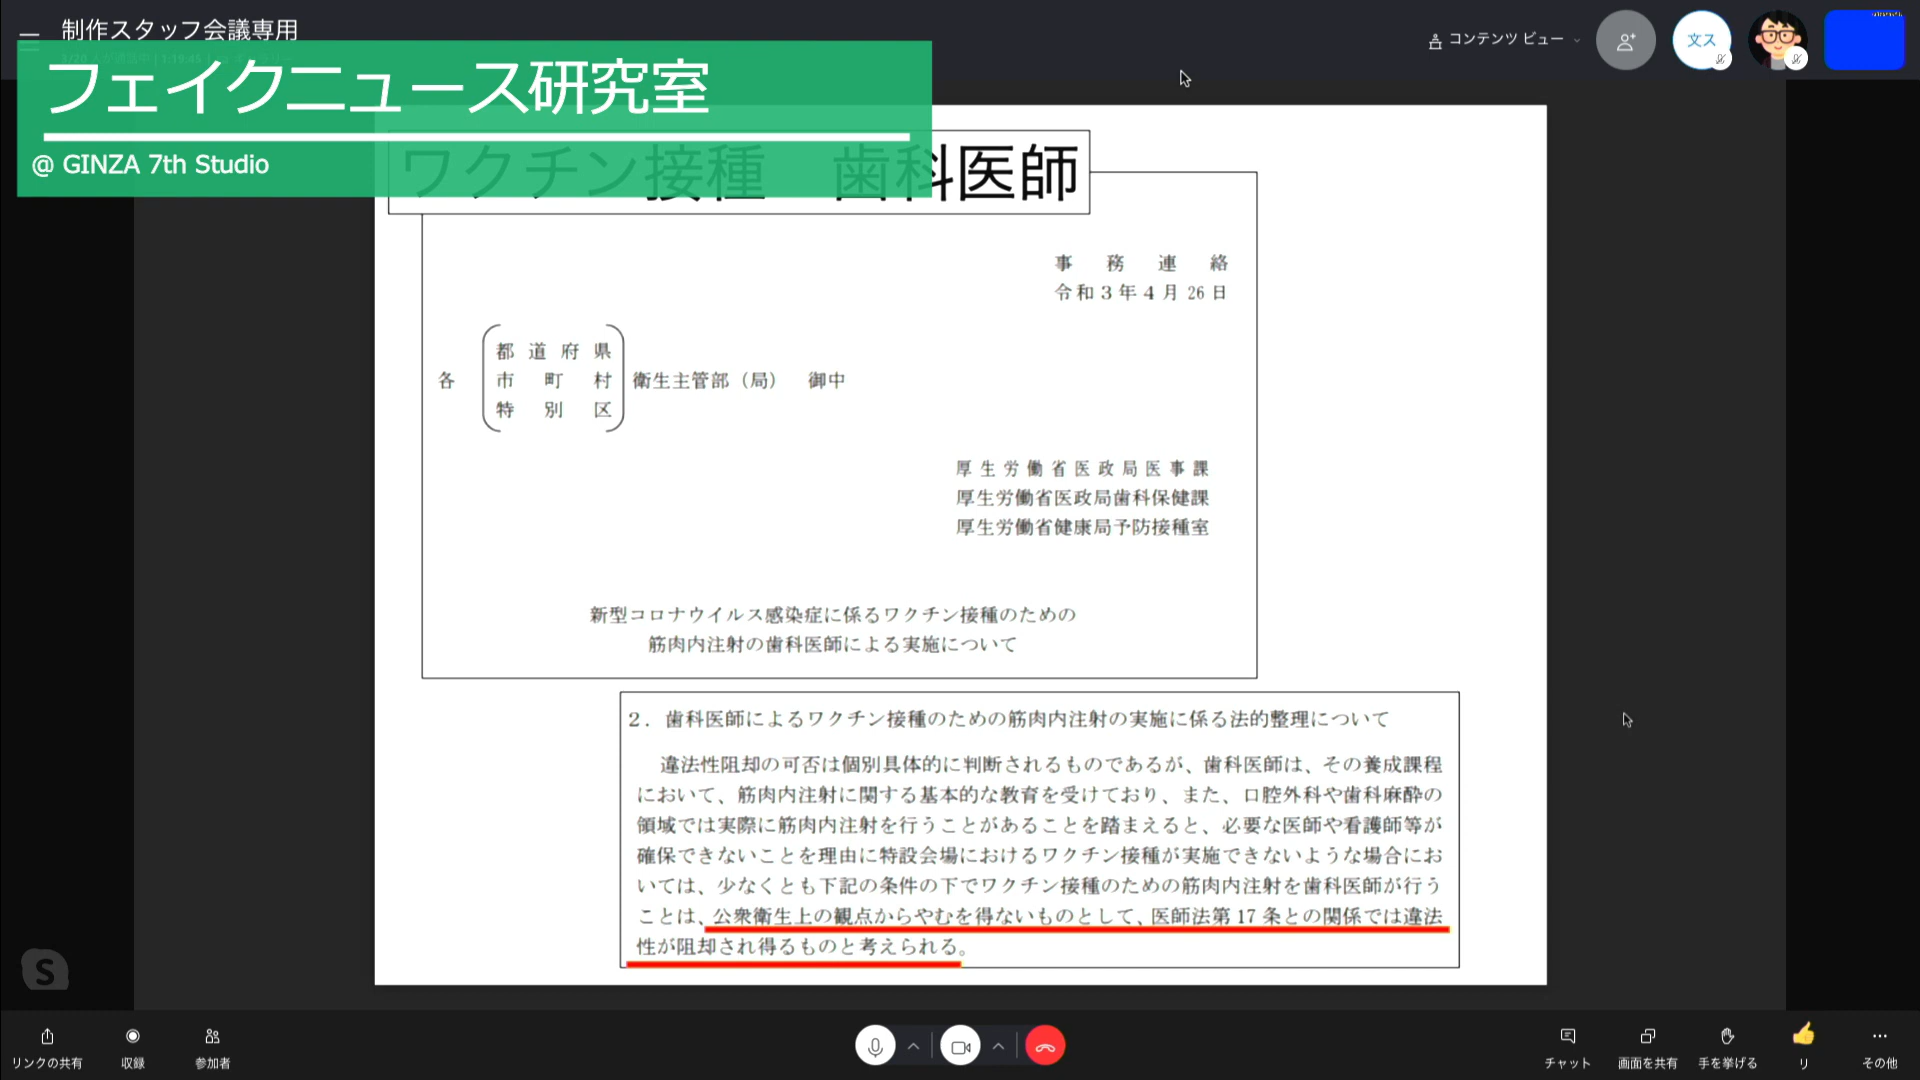 制作スタッフ会議専用
フェイクニュース研究室
@ GINZA 7th Studio
コンテンツ ビュー
文ス
ワクチン接種　歯科医師
事　務　連　絡
令和３年４月 26 日
都道府県
各 市町村 衛生主管部（局）　御中
特別区
厚生労働省医政局医事課
厚生労働省医政局歯科保健課
厚生労働省健康局予防接種室
新型コロナウイルス感染症に係るワクチン接種のための
筋肉内注射の歯科医師による実施について
２．歯科医師によるワクチン接種のための筋肉内注射の実施に係る法的整理について
違法性阻却の可否は個別具体的に判断されるものであるが、歯科医師は、その養成課程
において、筋肉内注射に関する基本的な教育を受けており、また、口腔外科や歯科麻酔の
領域では実際に筋肉内注射を行うことがあることを踏まえると、必要な医師や看護師等が
確保できないことを理由に特設会場におけるワクチン接種が実施できないような場合にお
いては、少なくとも下記の条件の下でワクチン接種のための筋肉内注射を歯科医師が行う
ことは、公衆衛生上の観点からやむを得ないものとして、医師法第 17 条との関係では違法
性が阻却され得るものと考えられる。
S
リンクの共有
収録
参加者
チャット
画面を共有
手を挙げる
リ
その他